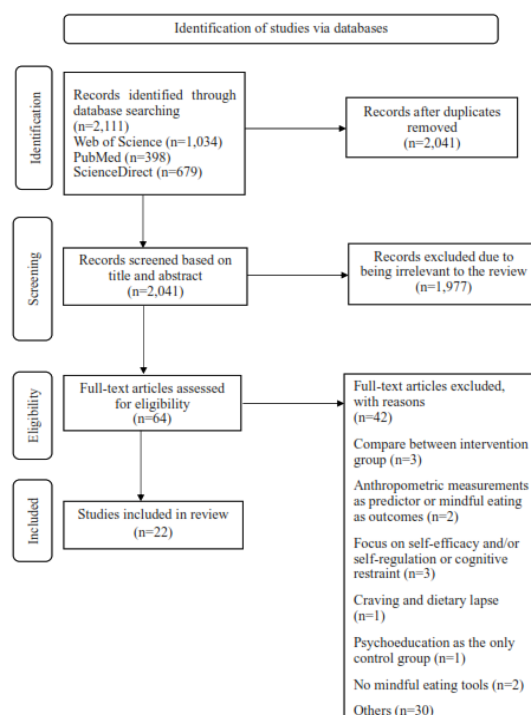 Identification of studies via databases
Identification
Records identified through
database searching
(n=2,111)
Web of Science (n=1,034)
PubMed (n=398)
ScienceDirect (n=679)
Records after duplicates
removed
(n=2,041)
Screening
Records screened based on
title and abstract
(n=2,041)
Records excluded due to
being irrelevant to the review
(n=1,977)
Eligibility
Full-text articles assessed
for eligibility
(n=64)
Full-text articles excluded,
with reasons
(n=42)
Compare between intervention
group (n=3)
Anthropometric measurements
as predictor or mindful eating
as outcomes (n=2)
Focus on self-efficacy and/or
self-regulation or cognitive
restraint (n=3)
Craving and dietary lapse
(n=1)
Psychoeducation as the only
control group (n=1)
No mindful eating tools (n=2)
Others (n=30)
Included
Studies included in review
(n=22)